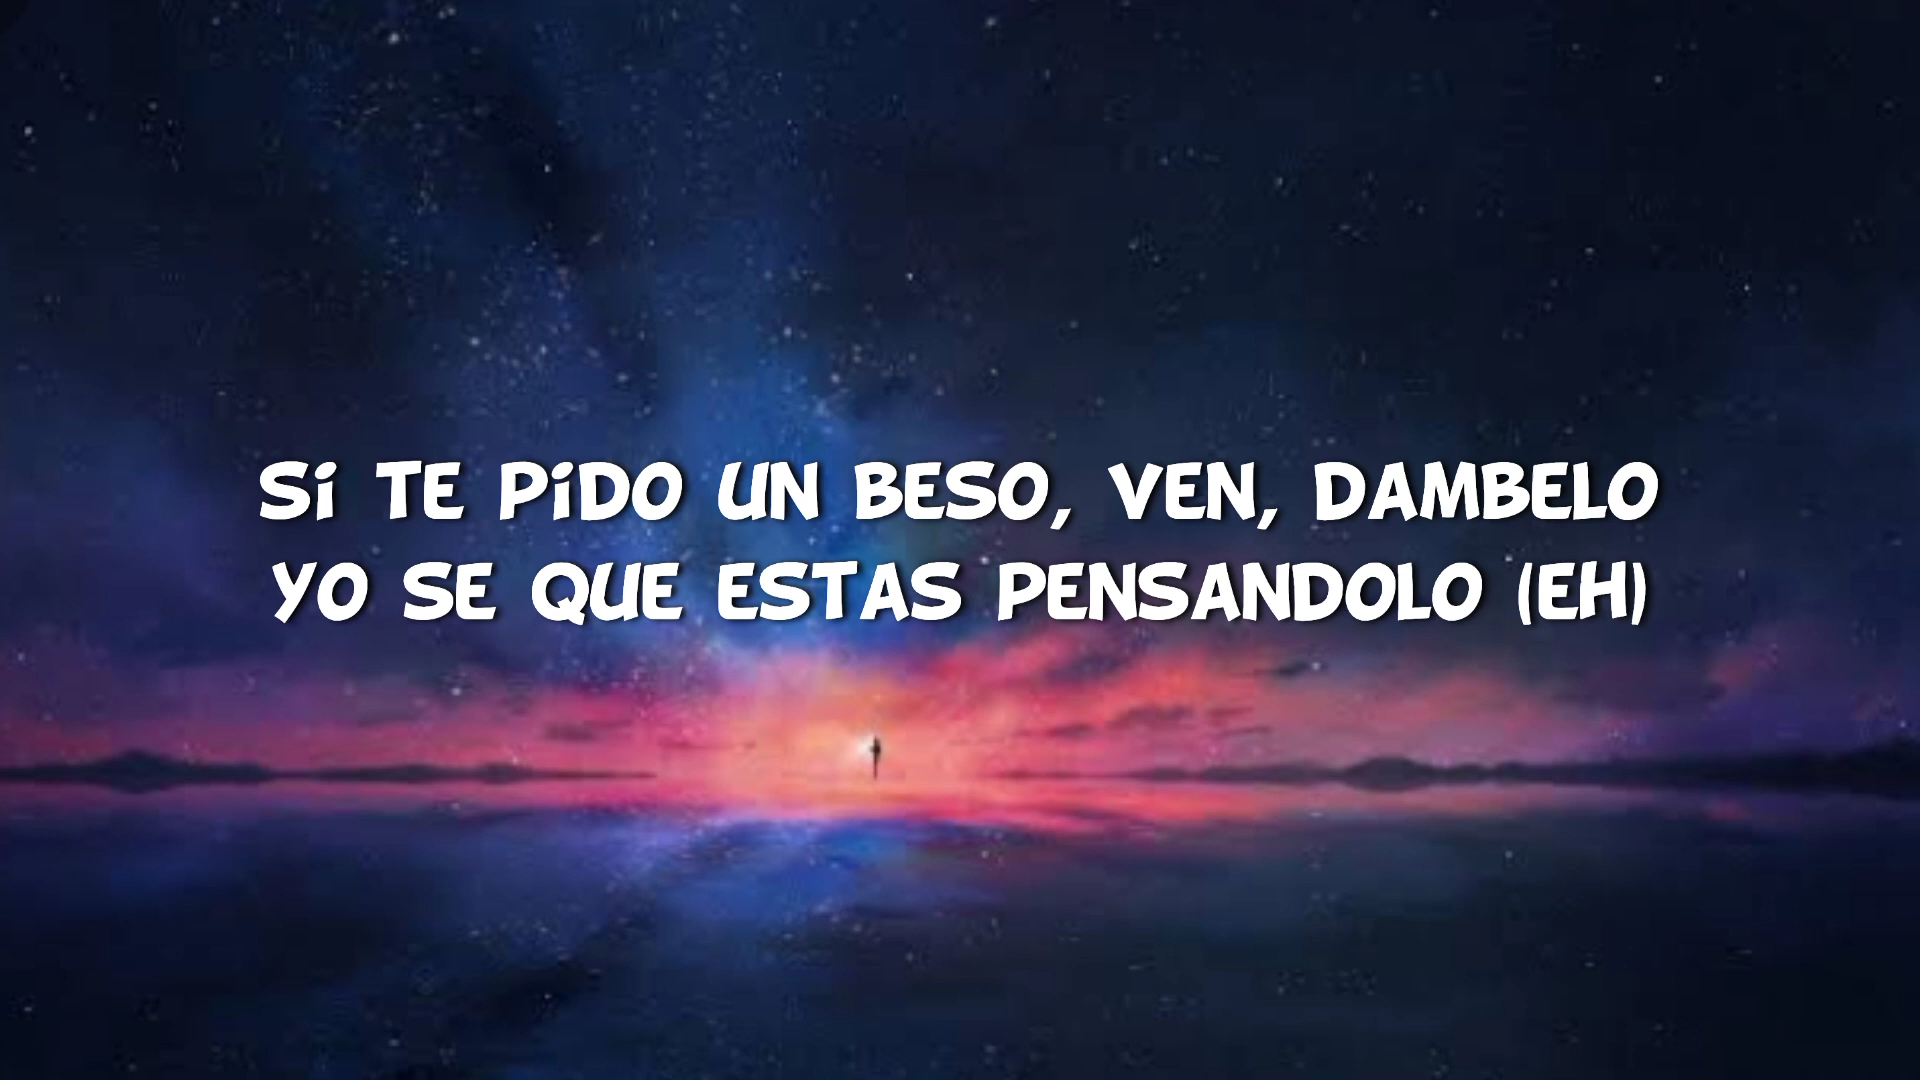 Si TE PiDO UN BESO, VEN, DAMBELO
YO SE QUE ESTAS PENSANDOLO (EH)